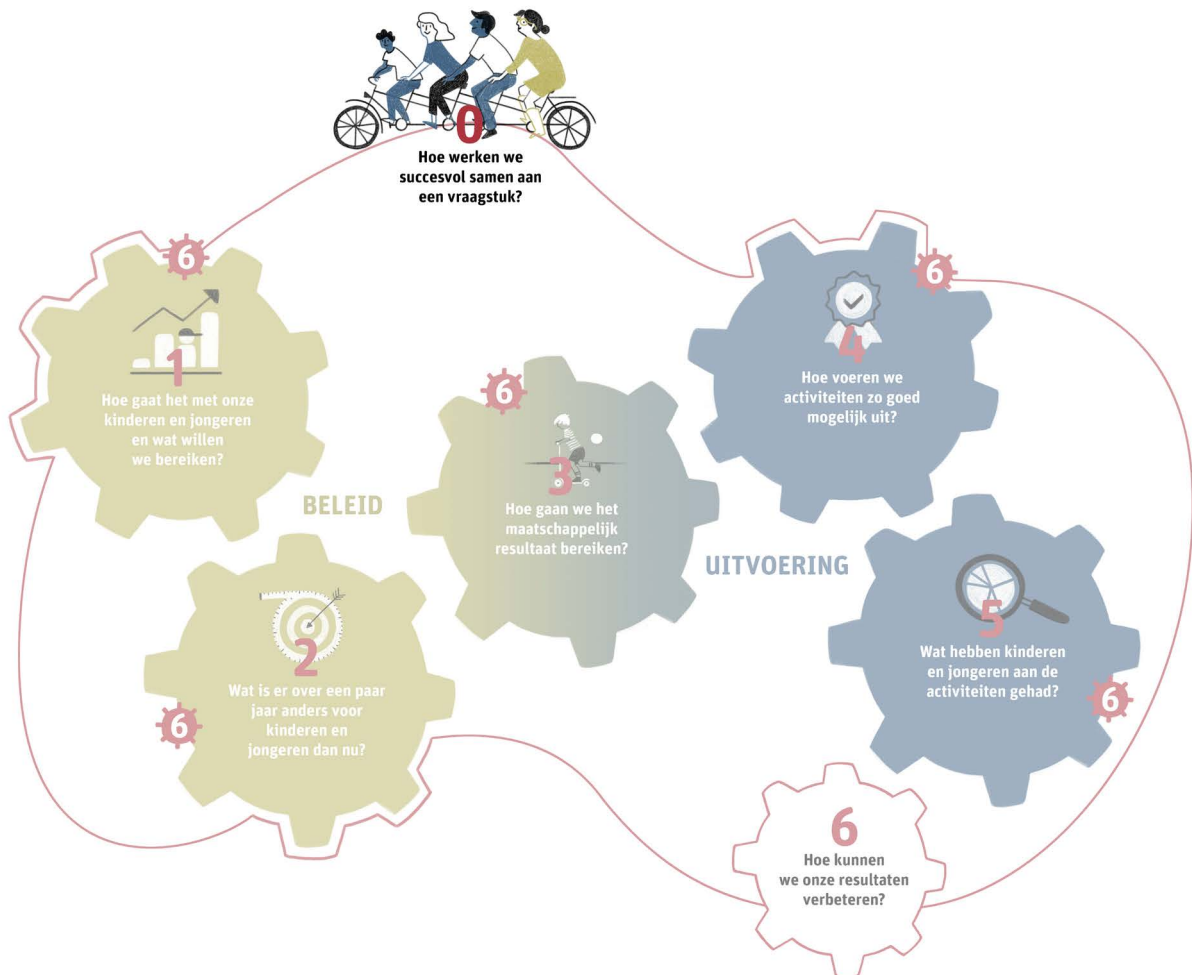 0
Hoe werken we
succesvol samen aan
een vraagstuk?
6
1
Hoe gaat het met onze
kinderen en jongeren
en wat willen
we bereiken?
BELEID
2
Wat is er over een paar
jaar anders voor
kinderen en
jongeren dan nu?
6
6
3
Hoe gaan we het
maatschappelijk
resultaat bereiken?
6
4
Hoe voeren we
activiteiten zo goed
mogelijk uit?
UITVOERING
5
Wat hebben kinderen
en jongeren aan de
activiteiten gehad?
6
6
Hoe kunnen
we onze resultaten
verbeteren?